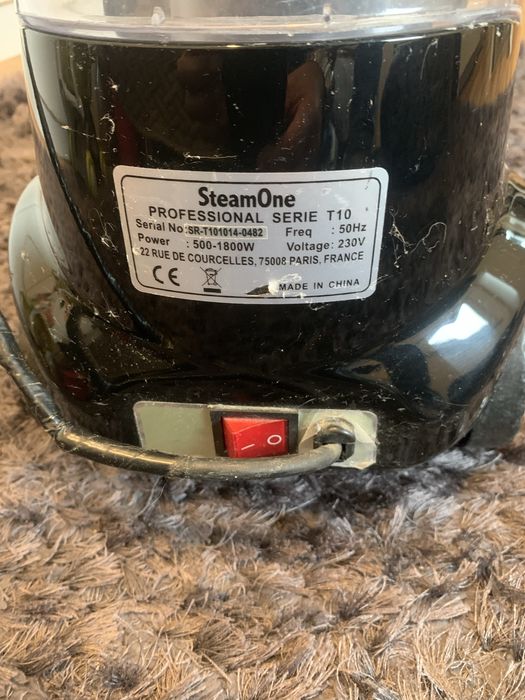 SteamOne
PROFESSIONAL SERIE T10
Serial No: SR-T101014-0482 Freq : 50Hz
Power : 500-1800W Voltage: 230V
22 RUE DE COURCELLES, 75008 PARIS, FRANCE
CE MADE IN CHINA
I O